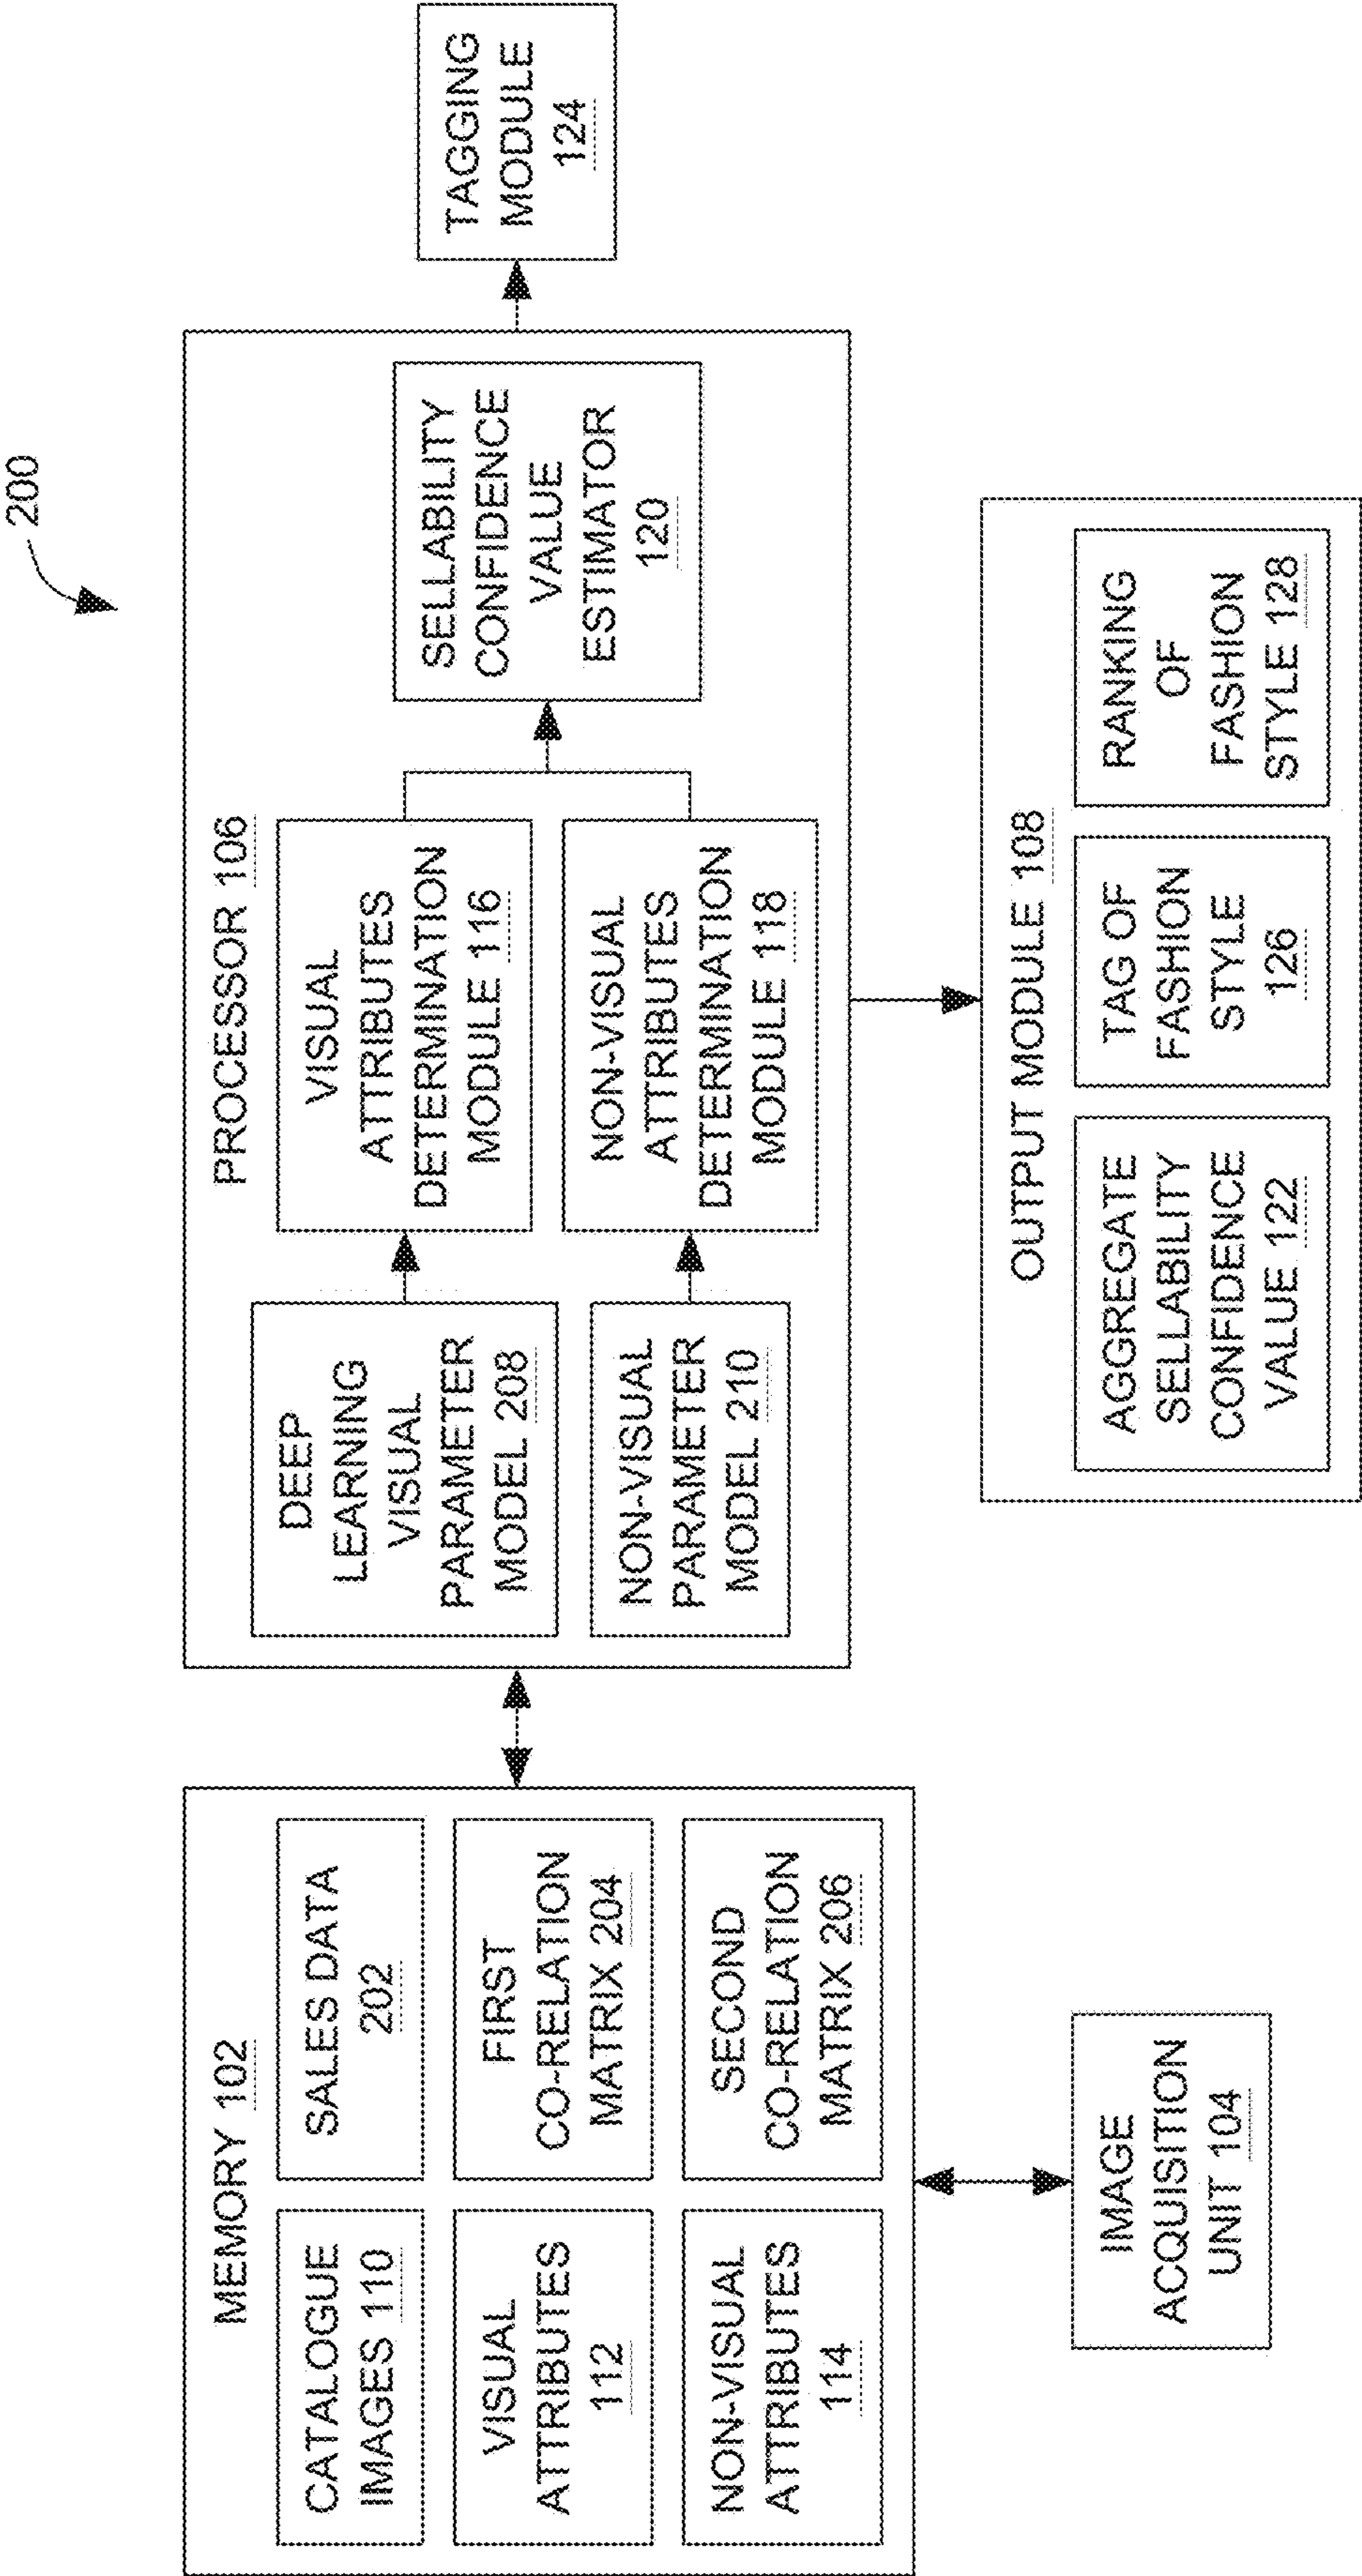 200
MEMORY 102
CATALOGUE
IMAGES 110
SALES DATA
202
VISUAL
ATTRIBUTES
112
FIRST
CO-RELATION
MATRIX 204
NON-VISUAL
ATTRIBUTES
114
SECOND
CO-RELATION
MATRIX 206
IMAGE
ACQUISITION
UNIT 104
PROCESSOR 106
DEEP
LEARNING
VISUAL
PARAMETER
MODEL 208
VISUAL
ATTRIBUTES
DETERMINATION
MODULE 116
NON-VISUAL
PARAMETER
MODEL 210
NON-VISUAL
ATTRIBUTES
DETERMINATION
MODULE 118
SELLABILITY
CONFIDENCE
VALUE
ESTIMATOR
120
TAGGING
MODULE
124
OUTPUT MODULE 108
AGGREGATE
SELLABILITY
CONFIDENCE
VALUE 122
TAG OF
FASHION
STYLE
126
RANKING
OF
FASHION
STYLE 128